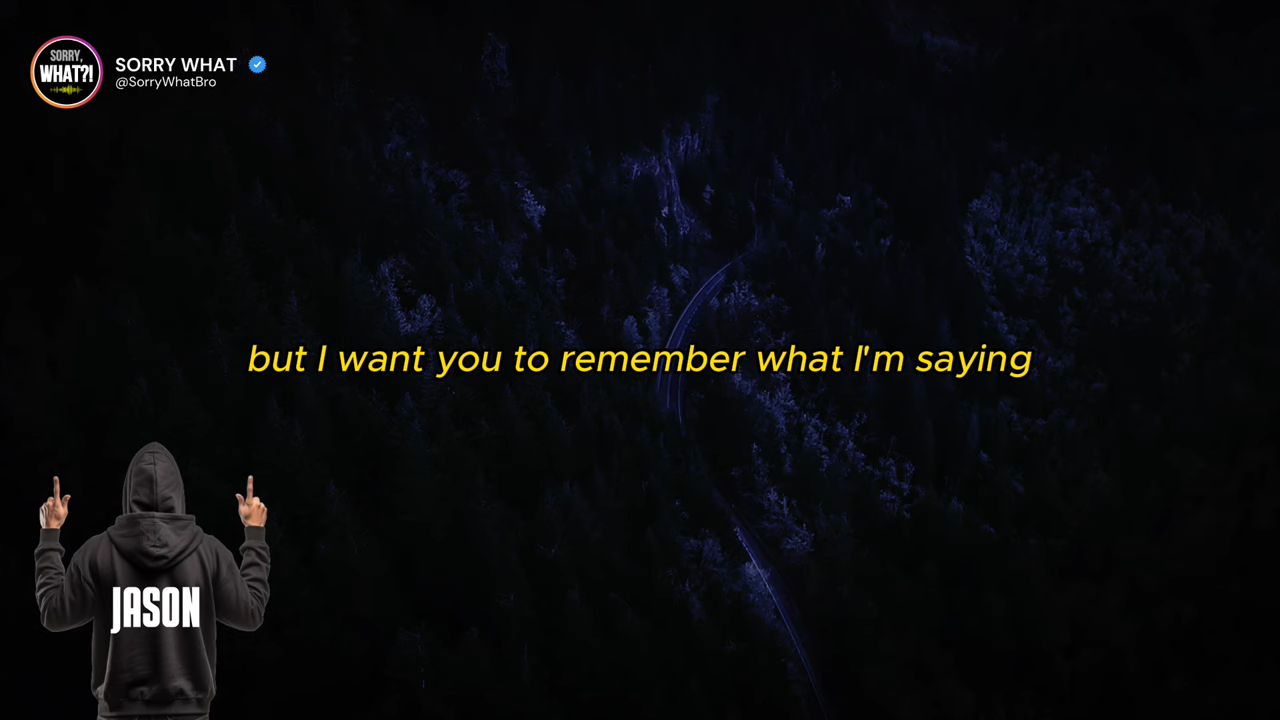 SORRY,
WHAT?!
SORRY WHAT
@SorryWhatBro
but I want you to remember what I'm saying
JASON